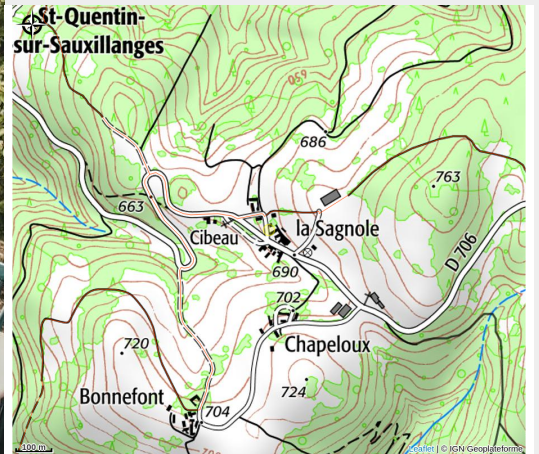 St-Quentin-
sur-Sauxillanges
650
686
763
663
Cibeau
la Sagnole
690
D 706
702
720
Chapeloux
724
Bonnefont
704
100 m
Leaflet | © IGN Geoplateforme